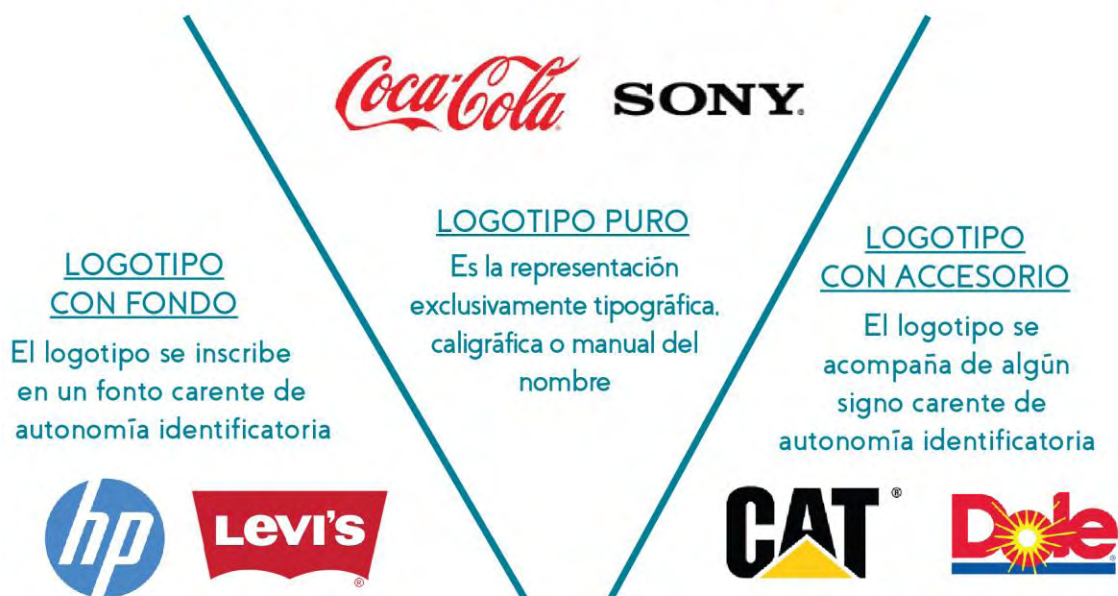 Coca-Cola
SONY®
LOGOTIPO PURO
Es la representación
exclusivamente tipográfica,
caligráfica o manual del
nombre
LOGOTIPO
CON FONDO
El logotipo se inscribe
en un fonto carente de
autonomía identificatoria
hp
LEVI'S®
LOGOTIPO
CON ACCESORIO
El logotipo se
acompaña de algún
signo carente de
autonomía identificatoria
CAT®
Dole®